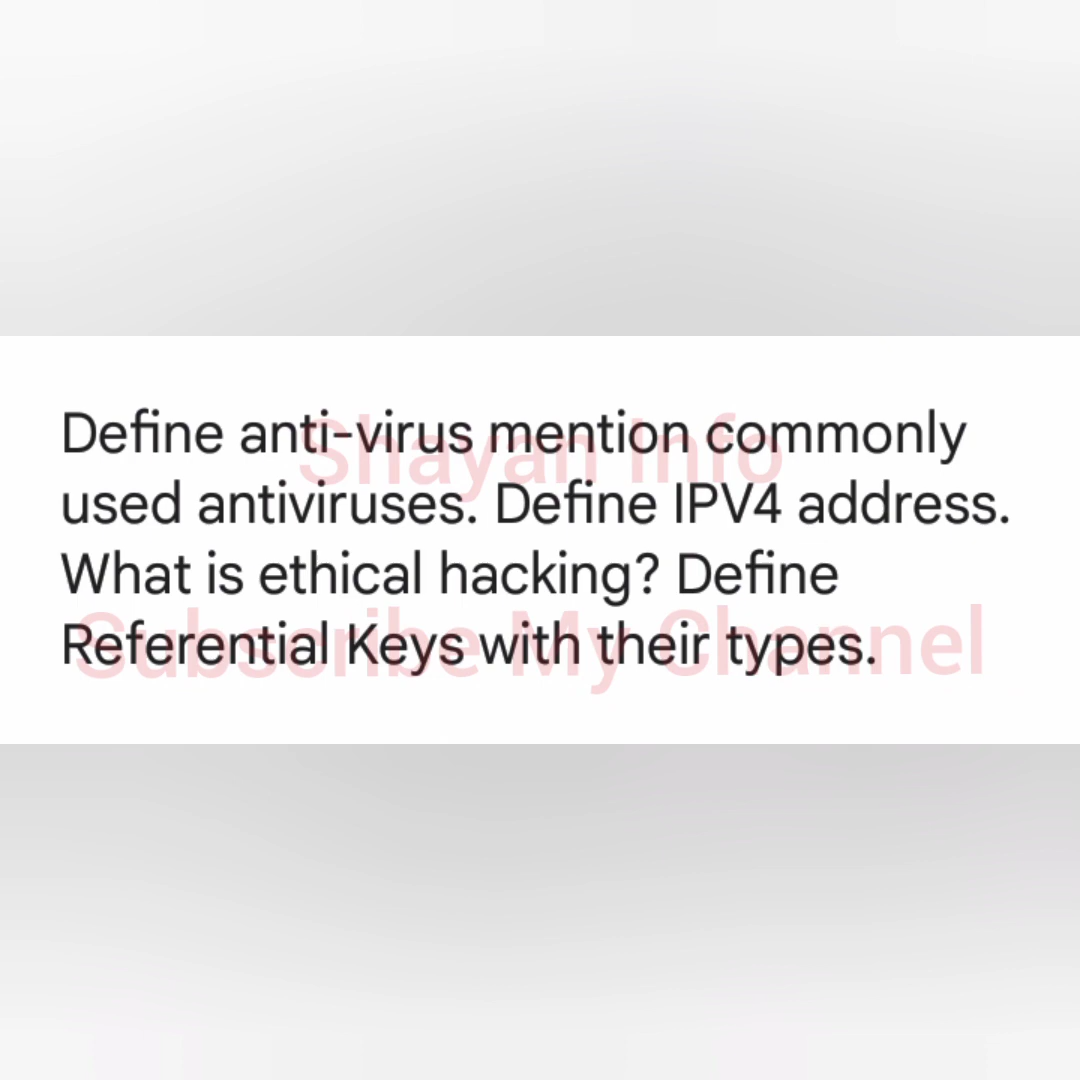 Define anti-virus mention commonly
used antiviruses. Define IPV4 address.
What is ethical hacking? Define
Referential Keys with their types.
Shayan Info
Subscribe My Channel